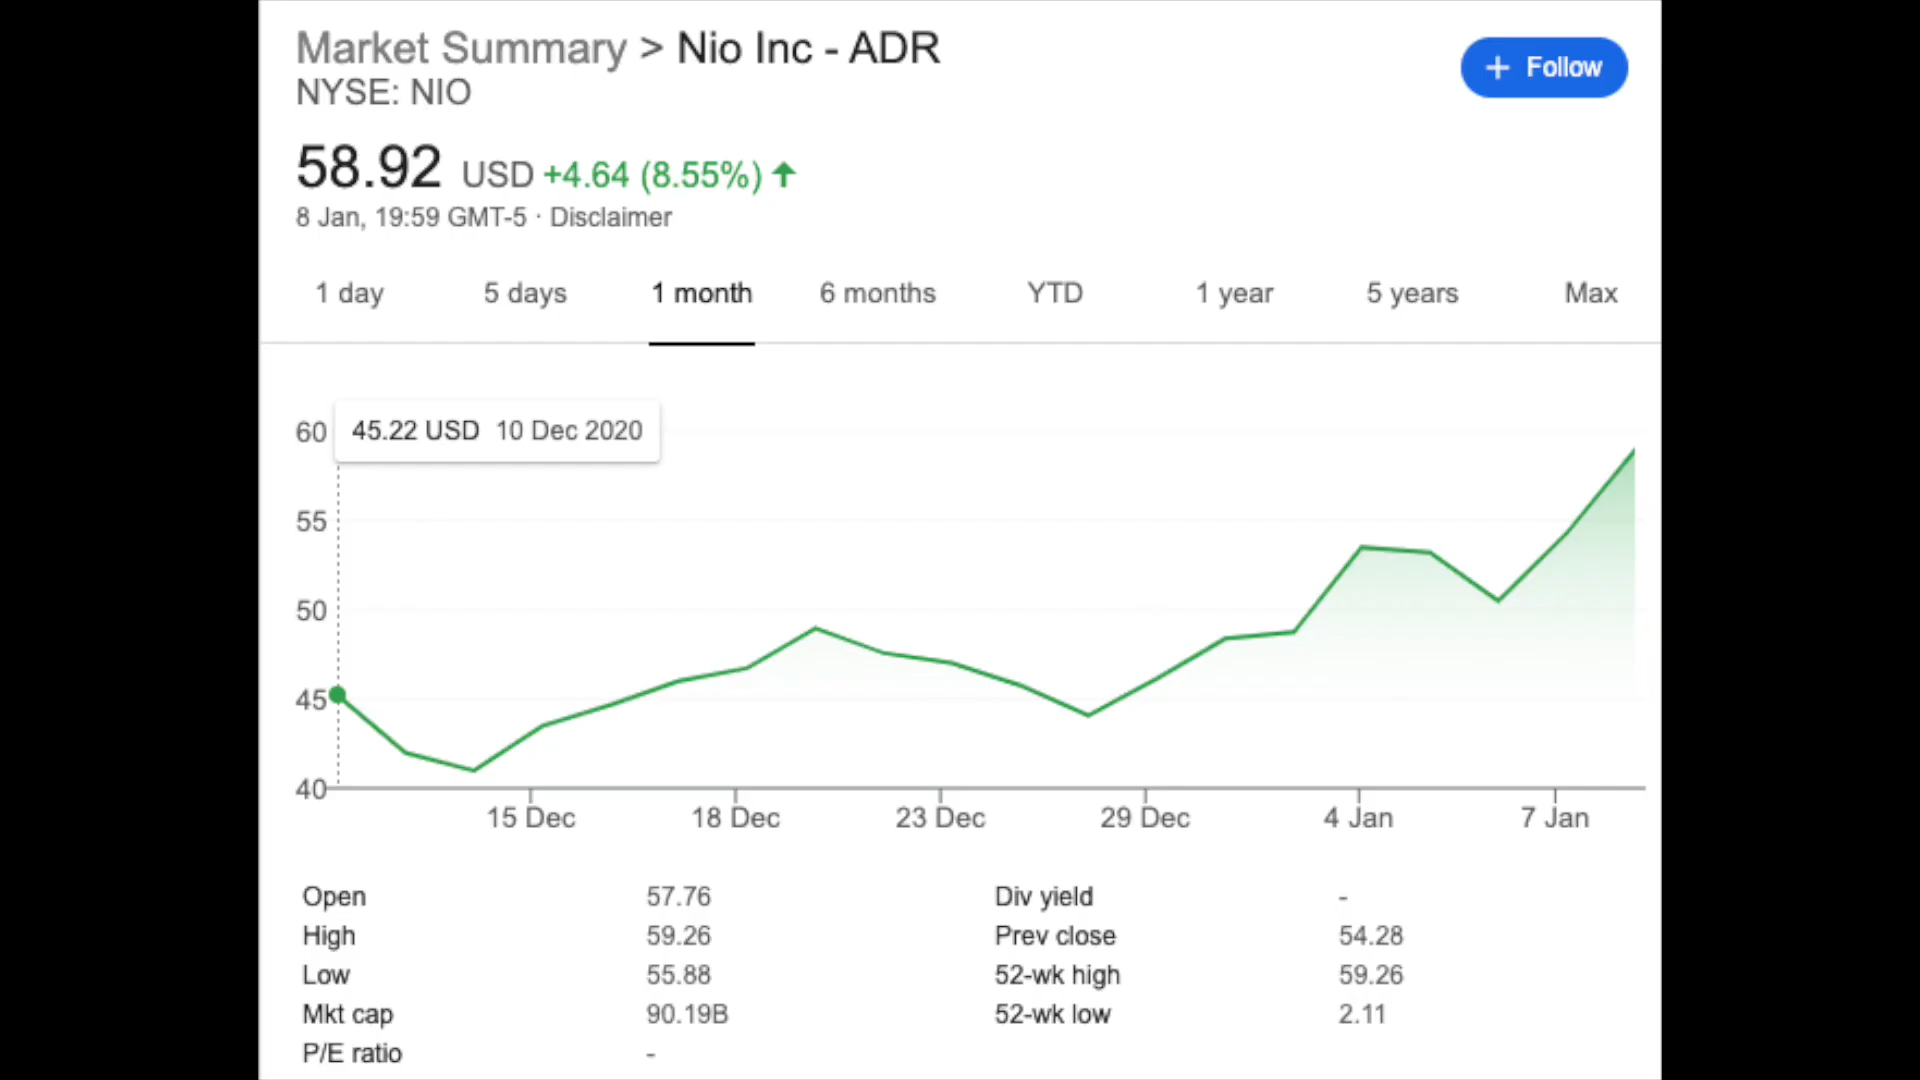 Market Summary > Nio Inc - ADR
NYSE: NIO
+ Follow
58.92 USD +4.64 (8.55%)
8 Jan, 19:59 GMT-5 · Disclaimer
1 day 5 days 1 month 6 months YTD 1 year 5 years Max
45.22 USD 10 Dec 2020
60
55
50
45
40
15 Dec 18 Dec 23 Dec 29 Dec 4 Jan 7 Jan
Open 57.76 Div yield -
High 59.26 Prev close 54.28
Low 55.88 52-wk high 59.26
Mkt cap 90.19B 52-wk low 2.11
P/E ratio -